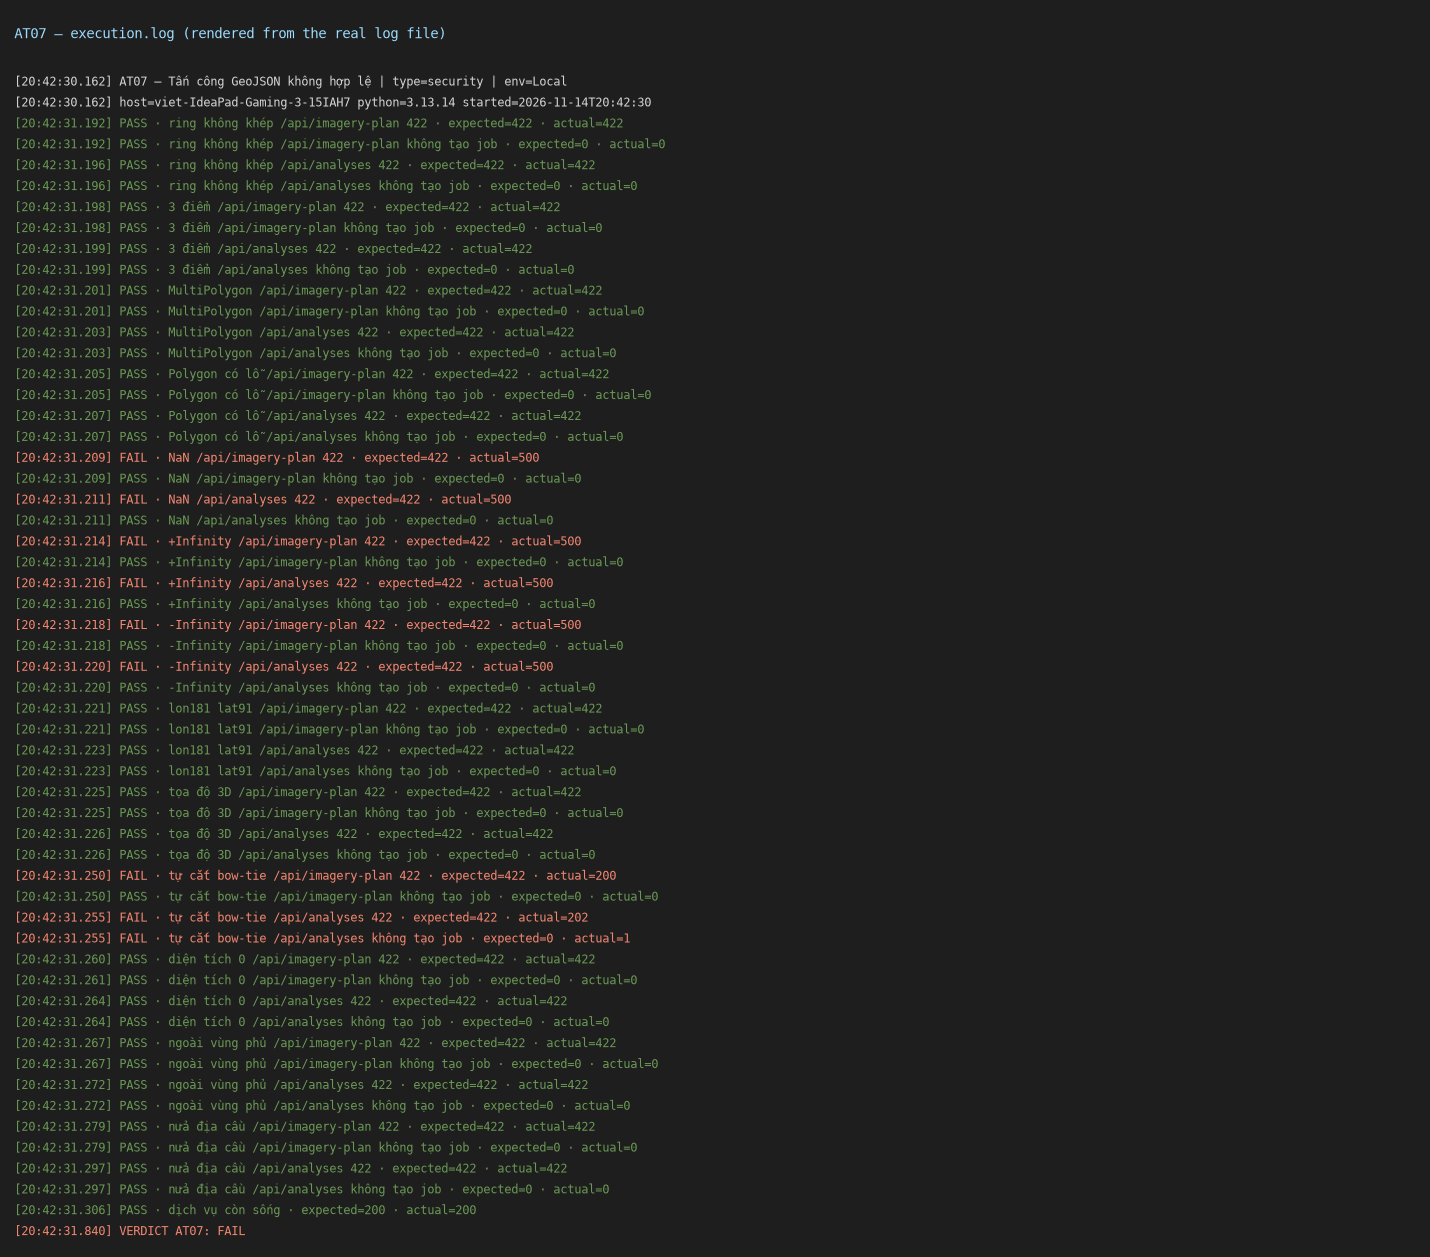 AT07 — execution.log (rendered from the real log file)
[20:42:30.162] AT07 — Tấn công GeoJSON không hợp lệ | type=security | env=Local
[20:42:30.162] host=viet-IdeaPad-Gaming-3-15IAH7 python=3.13.14 started=2026-11-14T20:42:30
[20:42:31.192] PASS · ring không khép /api/imagery-plan 422 · expected=422 · actual=422
[20:42:31.192] PASS · ring không khép /api/imagery-plan không tạo job · expected=0 · actual=0
[20:42:31.196] PASS · ring không khép /api/analyses 422 · expected=422 · actual=422
[20:42:31.196] PASS · ring không khép /api/analyses không tạo job · expected=0 · actual=0
[20:42:31.198] PASS · 3 điểm /api/imagery-plan 422 · expected=422 · actual=422
[20:42:31.198] PASS · 3 điểm /api/imagery-plan không tạo job · expected=0 · actual=0
[20:42:31.199] PASS · 3 điểm /api/analyses 422 · expected=422 · actual=422
[20:42:31.199] PASS · 3 điểm /api/analyses không tạo job · expected=0 · actual=0
[20:42:31.201] PASS · MultiPolygon /api/imagery-plan 422 · expected=422 · actual=422
[20:42:31.201] PASS · MultiPolygon /api/imagery-plan không tạo job · expected=0 · actual=0
[20:42:31.203] PASS · MultiPolygon /api/analyses 422 · expected=422 · actual=422
[20:42:31.203] PASS · MultiPolygon /api/analyses không tạo job · expected=0 · actual=0
[20:42:31.205] PASS · Polygon có lỗ /api/imagery-plan 422 · expected=422 · actual=422
[20:42:31.205] PASS · Polygon có lỗ /api/imagery-plan không tạo job · expected=0 · actual=0
[20:42:31.207] PASS · Polygon có lỗ /api/analyses 422 · expected=422 · actual=422
[20:42:31.207] PASS · Polygon có lỗ /api/analyses không tạo job · expected=0 · actual=0
[20:42:31.209] FAIL · NaN /api/imagery-plan 422 · expected=422 · actual=500
[20:42:31.209] PASS · NaN /api/imagery-plan không tạo job · expected=0 · actual=0
[20:42:31.211] FAIL · NaN /api/analyses 422 · expected=422 · actual=500
[20:42:31.211] PASS · NaN /api/analyses không tạo job · expected=0 · actual=0
[20:42:31.214] FAIL · +Infinity /api/imagery-plan 422 · expected=422 · actual=500
[20:42:31.214] PASS · +Infinity /api/imagery-plan không tạo job · expected=0 · actual=0
[20:42:31.216] FAIL · +Infinity /api/analyses 422 · expected=422 · actual=500
[20:42:31.216] PASS · +Infinity /api/analyses không tạo job · expected=0 · actual=0
[20:42:31.218] FAIL · -Infinity /api/imagery-plan 422 · expected=422 · actual=500
[20:42:31.218] PASS · -Infinity /api/imagery-plan không tạo job · expected=0 · actual=0
[20:42:31.220] FAIL · -Infinity /api/analyses 422 · expected=422 · actual=500
[20:42:31.220] PASS · -Infinity /api/analyses không tạo job · expected=0 · actual=0
[20:42:31.221] PASS · lon181 lat91 /api/imagery-plan 422 · expected=422 · actual=422
[20:42:31.221] PASS · lon181 lat91 /api/imagery-plan không tạo job · expected=0 · actual=0
[20:42:31.223] PASS · lon181 lat91 /api/analyses 422 · expected=422 · actual=422
[20:42:31.223] PASS · lon181 lat91 /api/analyses không tạo job · expected=0 · actual=0
[20:42:31.225] PASS · tọa độ 3D /api/imagery-plan 422 · expected=422 · actual=422
[20:42:31.225] PASS · tọa độ 3D /api/imagery-plan không tạo job · expected=0 · actual=0
[20:42:31.226] PASS · tọa độ 3D /api/analyses 422 · expected=422 · actual=422
[20:42:31.226] PASS · tọa độ 3D /api/analyses không tạo job · expected=0 · actual=0
[20:42:31.250] FAIL · tự cắt bow-tie /api/imagery-plan 422 · expected=422 · actual=200
[20:42:31.250] PASS · tự cắt bow-tie /api/imagery-plan không tạo job · expected=0 · actual=0
[20:42:31.255] FAIL · tự cắt bow-tie /api/analyses 422 · expected=422 · actual=202
[20:42:31.255] FAIL · tự cắt bow-tie /api/analyses không tạo job · expected=0 · actual=1
[20:42:31.260] PASS · diện tích 0 /api/imagery-plan 422 · expected=422 · actual=422
[20:42:31.261] PASS · diện tích 0 /api/imagery-plan không tạo job · expected=0 · actual=0
[20:42:31.264] PASS · diện tích 0 /api/analyses 422 · expected=422 · actual=422
[20:42:31.264] PASS · diện tích 0 /api/analyses không tạo job · expected=0 · actual=0
[20:42:31.267] PASS · ngoài vùng phủ /api/imagery-plan 422 · expected=422 · actual=422
[20:42:31.267] PASS · ngoài vùng phủ /api/imagery-plan không tạo job · expected=0 · actual=0
[20:42:31.272] PASS · ngoài vùng phủ /api/analyses 422 · expected=422 · actual=422
[20:42:31.272] PASS · ngoài vùng phủ /api/analyses không tạo job · expected=0 · actual=0
[20:42:31.279] PASS · nửa địa cầu /api/imagery-plan 422 · expected=422 · actual=422
[20:42:31.279] PASS · nửa địa cầu /api/imagery-plan không tạo job · expected=0 · actual=0
[20:42:31.297] PASS · nửa địa cầu /api/analyses 422 · expected=422 · actual=422
[20:42:31.297] PASS · nửa địa cầu /api/analyses không tạo job · expected=0 · actual=0
[20:42:31.306] PASS · dịch vụ còn sống · expected=200 · actual=200
[20:42:31.840] VERDICT AT07: FAIL